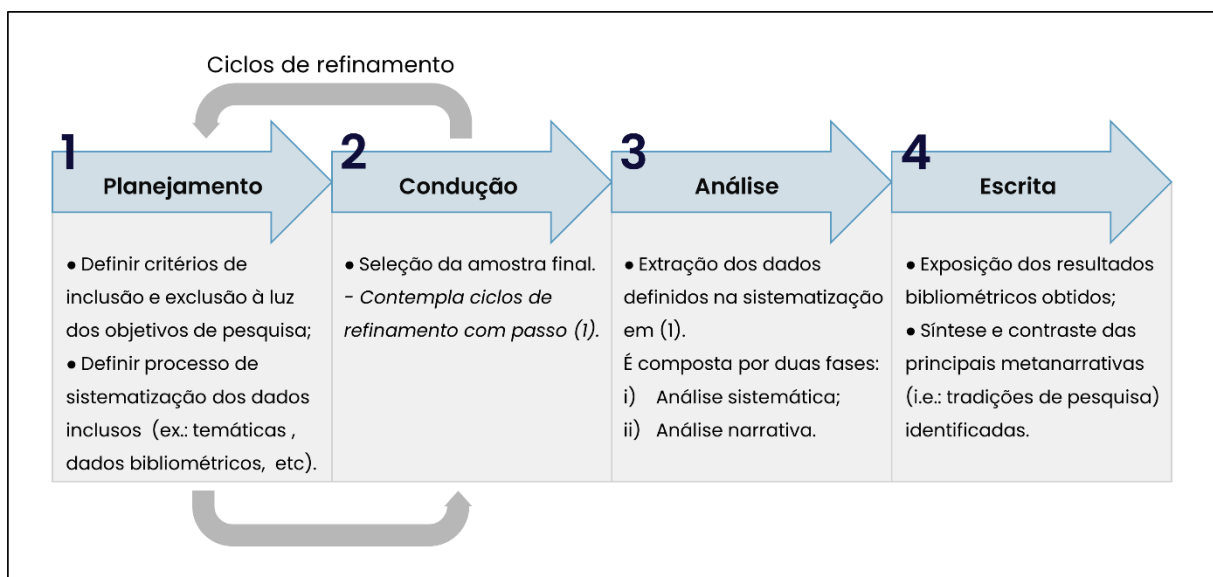 Ciclos de refinamento
1
Planejamento
● Definir critérios de
inclusão e exclusão à luz
dos objetivos de pesquisa;
● Definir processo de
sistematização dos dados
inclusos (ex.: temáticas ,
dados bibliométricos, etc).
2
Condução
● Seleção da amostra final.
- Contempla ciclos de
refinamento com passo (1).
3
Análise
● Extração dos dados
definidos na sistematização
em (1).
É composta por duas fases:
i) Análise sistemática;
ii) Análise narrativa.
4
Escrita
● Exposição dos resultados
bibliométricos obtidos;
● Síntese e contraste das
principais metanarrativas
(i.e.: tradições de pesquisa)
identificadas.